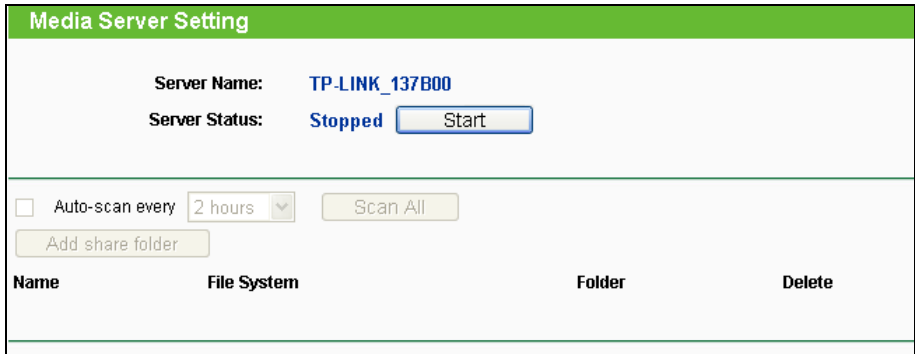 Media Server Setting
Server Name: TP-LINK_137B00
Server Status: Stopped Start
Auto-scan every 2 hours Scan All
Add share folder
Name File System Folder Delete